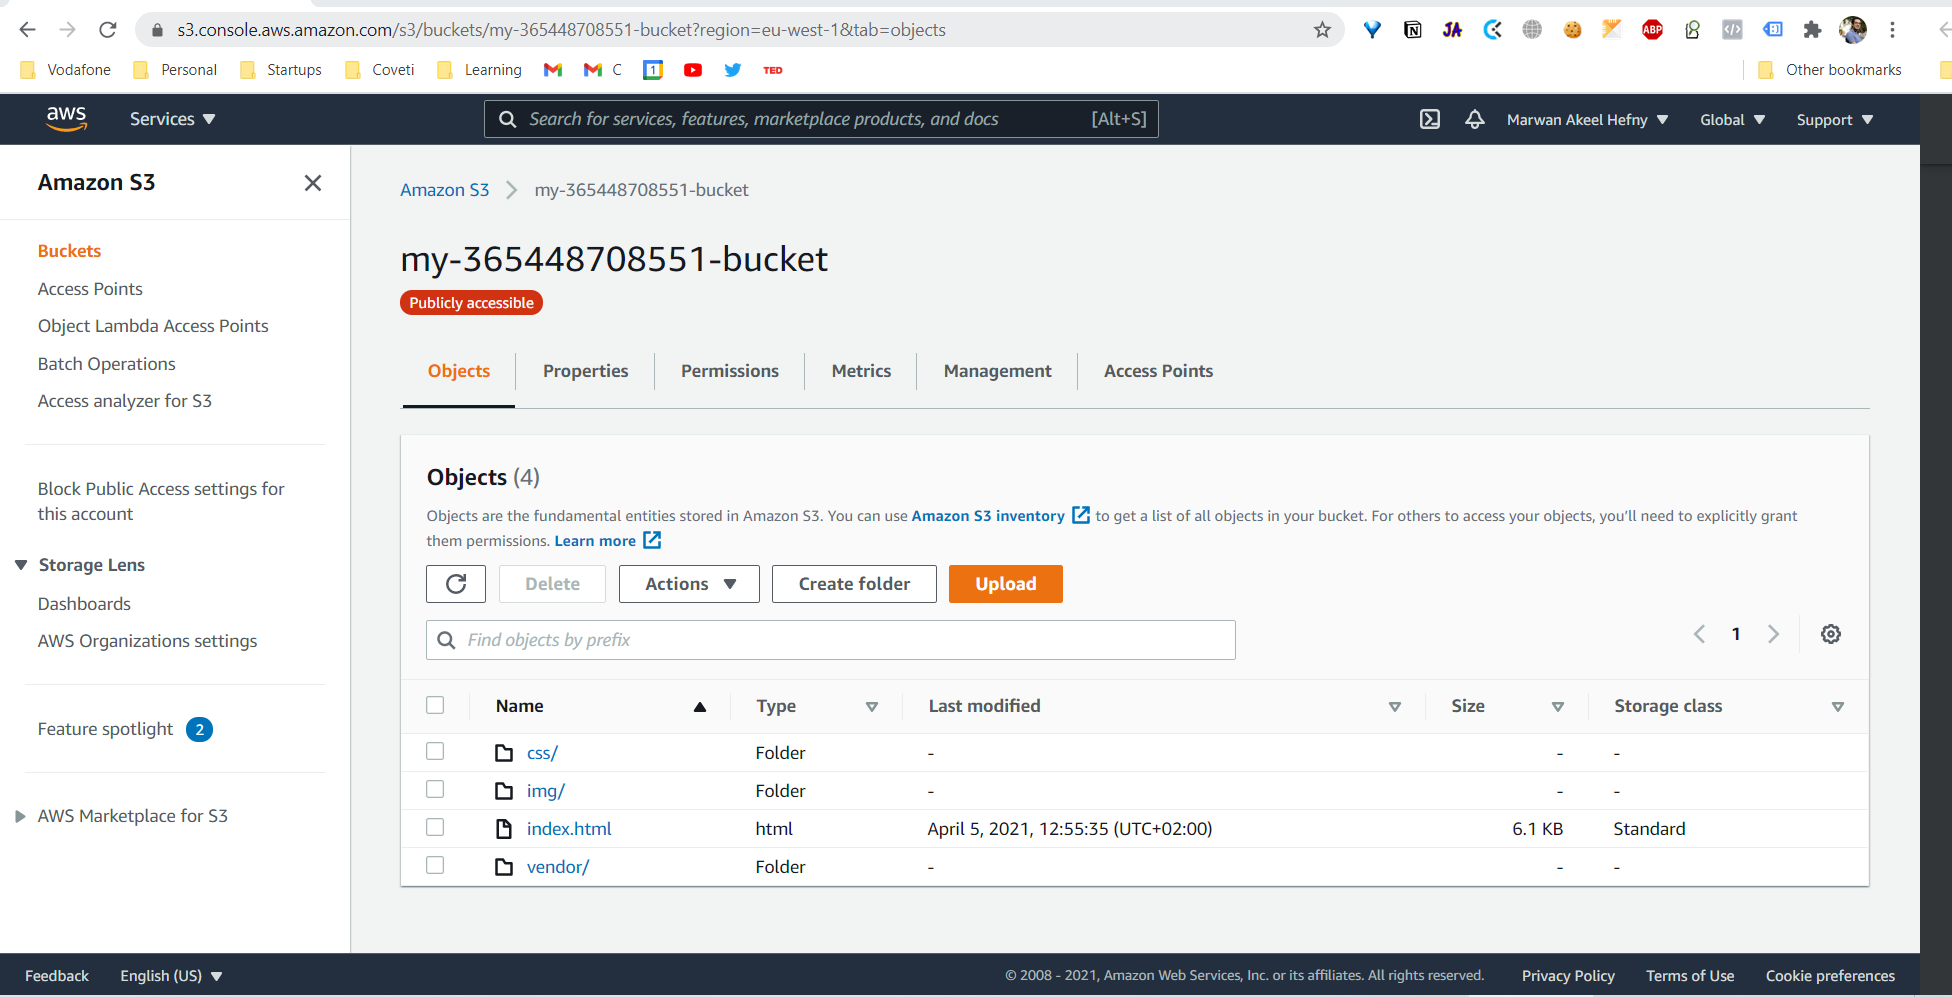 s3.console.aws.amazon.com/s3/buckets/my-365448708551-bucket?region=eu-west-1&tab=objects
JA
ABP
Vodafone Personal Startups Coveti Learning C 1 TED Other bookmarks
aws Services Search for services, features, marketplace products, and docs [Alt+S] Marwan Akeel Hefny Global Support
Amazon S3
Buckets
Access Points
Object Lambda Access Points
Batch Operations
Access analyzer for S3
Block Public Access settings for
this account
Storage Lens
Dashboards
AWS Organizations settings
Feature spotlight 2
AWS Marketplace for S3
Amazon S3 my-365448708551-bucket
my-365448708551-bucket
Publicly accessible
Objects Properties Permissions Metrics Management Access Points
Objects (4)
Objects are the fundamental entities stored in Amazon S3. You can use Amazon S3 inventory to get a list of all objects in your bucket. For others to access your objects, you’ll need to explicitly grant
them permissions. Learn more
Delete Actions Create folder Upload
Find objects by prefix 1
Name Type Last modified Size Storage class
css/ Folder - - -
img/ Folder - - -
index.html html April 5, 2021, 12:55:35 (UTC+02:00) 6.1 KB Standard
vendor/ Folder - - -
Feedback English (US) © 2008 - 2021, Amazon Web Services, Inc. or its affiliates. All rights reserved. Privacy Policy Terms of Use Cookie preferences